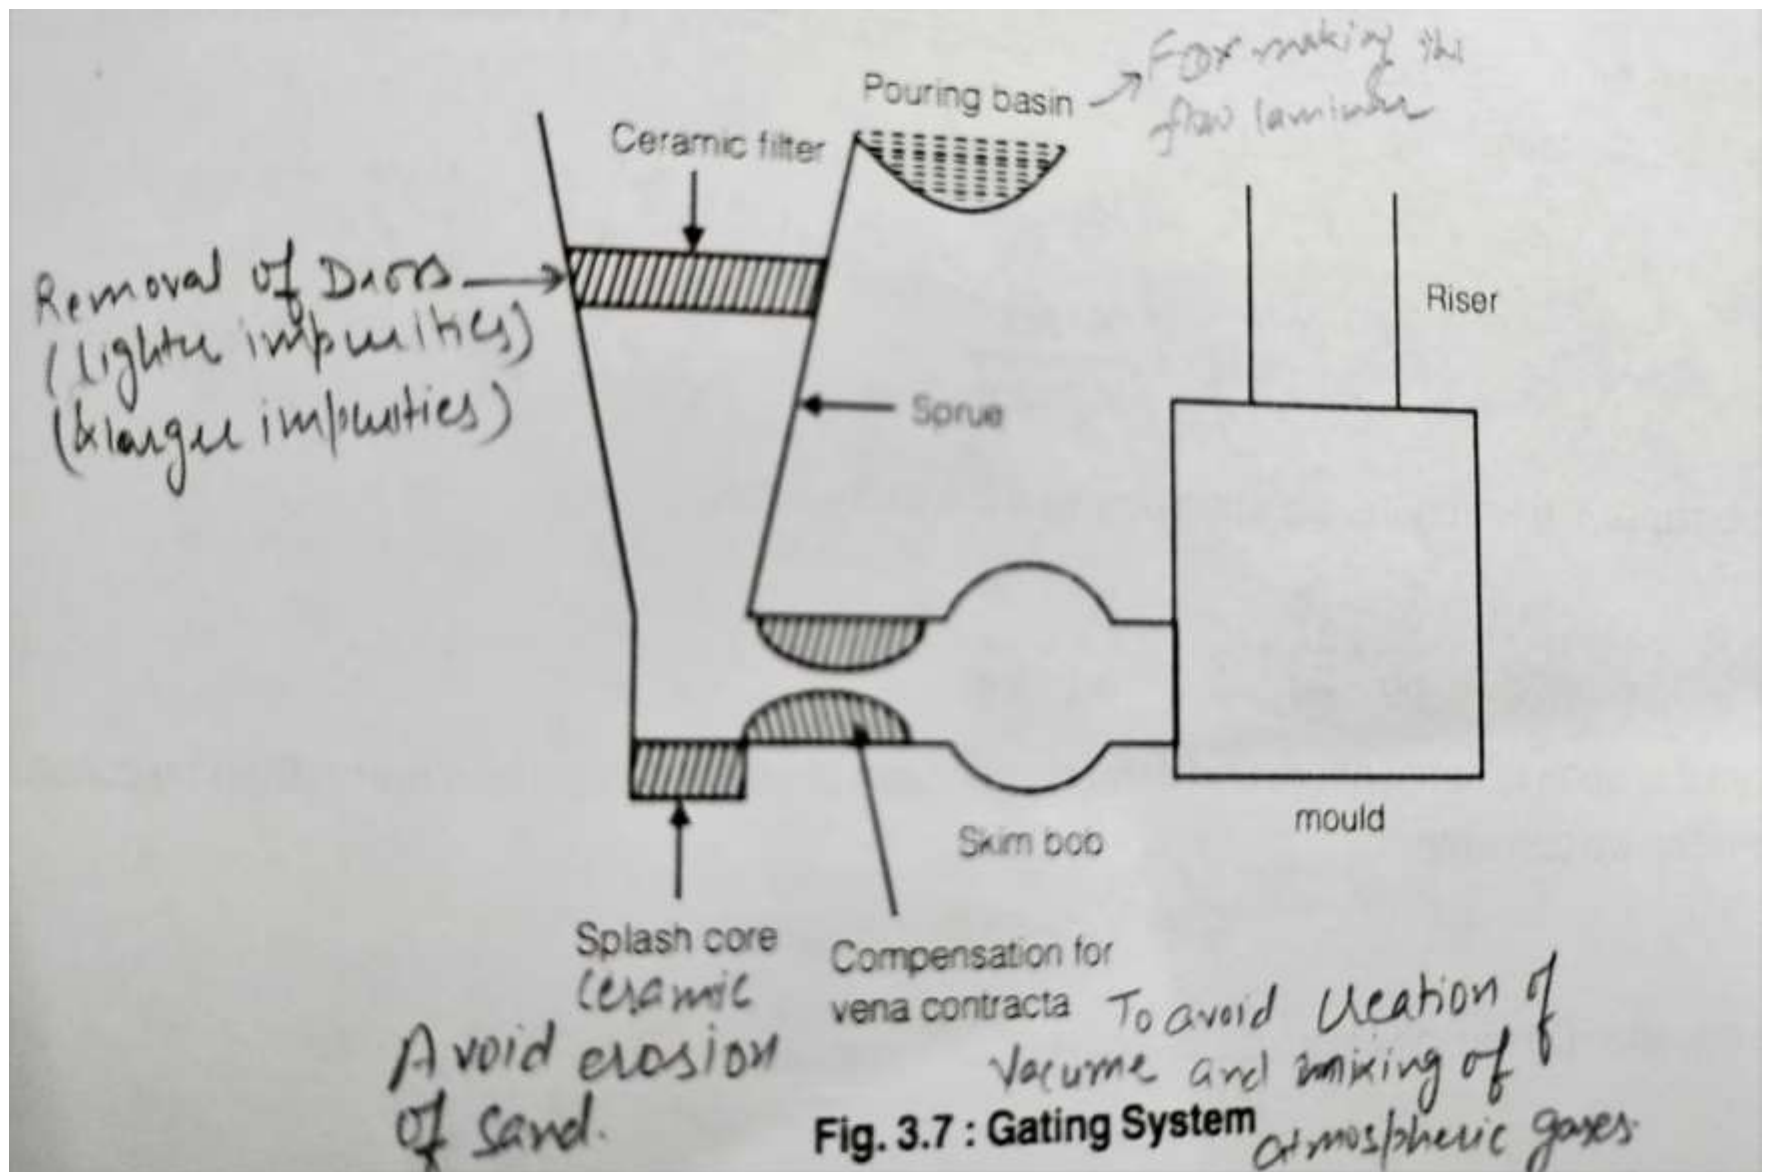 For making the
flow laminar
Pouring basin
Ceramic filter
Removal of Dross
(lighter impurities)
(& larger impurities)
Riser
Sprue
mould
Skim bob
Splash core
ceramic
Avoid erosion
of sand.
Compensation for
vena contracta
To avoid creation of
vacume and mixing of
atmospheric gases.
Fig. 3.7 : Gating System